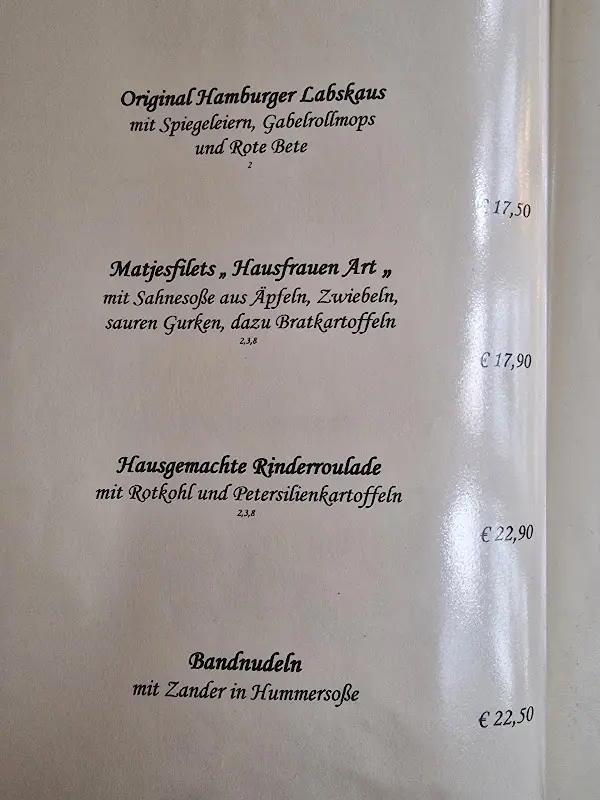 Original Hamburger Labskaus
mit Spiegeleiern, Gabelrollmops
und Rote Bete
2
€ 17,50
Matjesfilets „ Hausfrauen Art „
mit Sahnesoße aus Äpfeln, Zwiebeln,
sauren Gurken, dazu Bratkartoffeln
2,3,8
€ 17,90
Hausgemachte Rinderroulade
mit Rotkohl und Petersilienkartoffeln
2,3,8
€ 22,90
Bandnudeln
mit Zander in Hummersoße
€ 22,50